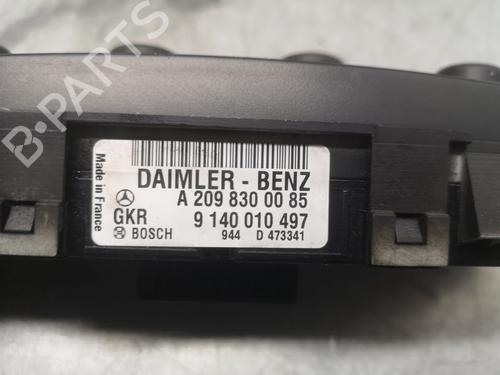 B-PARTS
Made in France
DAIMLER - BENZ
A 209 830 00 85
GKR 9 140 010 497
BOSCH 944 D 473341